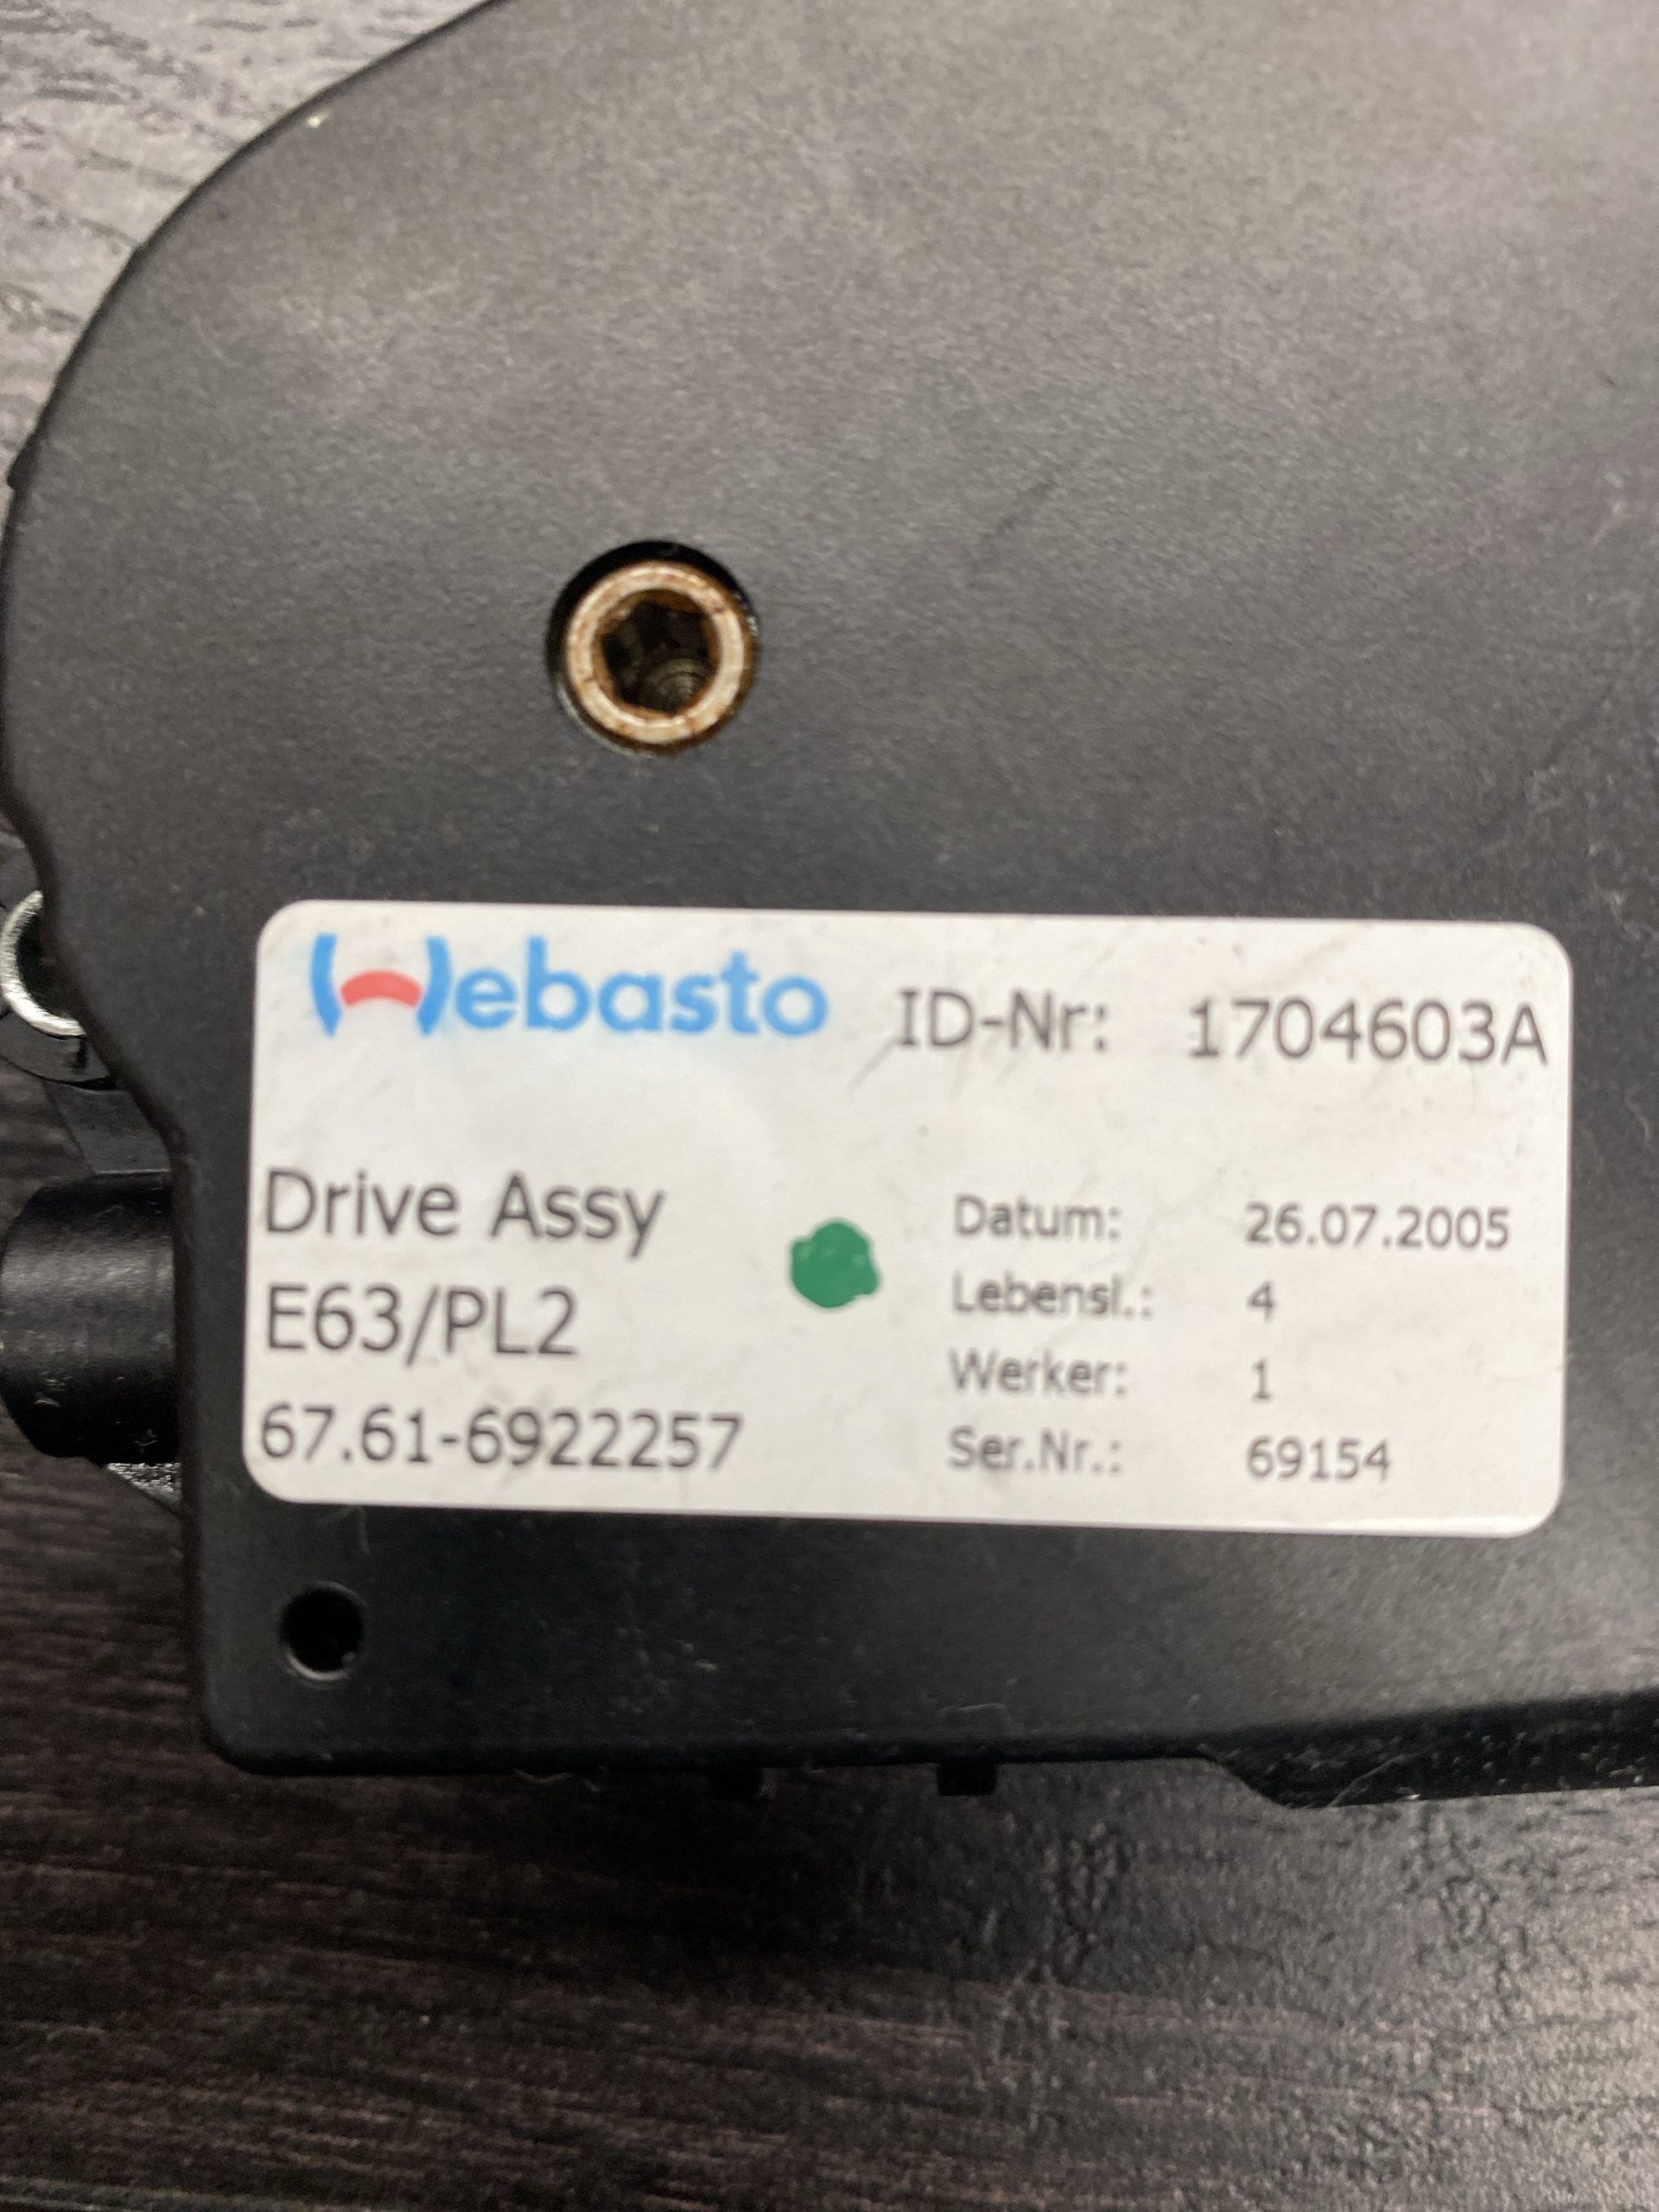 Webasto ID-Nr: 1704603A
Drive Assy
E63/PL2
67.61-6922257
Datum: 26.07.2005
Lebensl.: 4
Werker: 1
Ser.Nr.: 69154